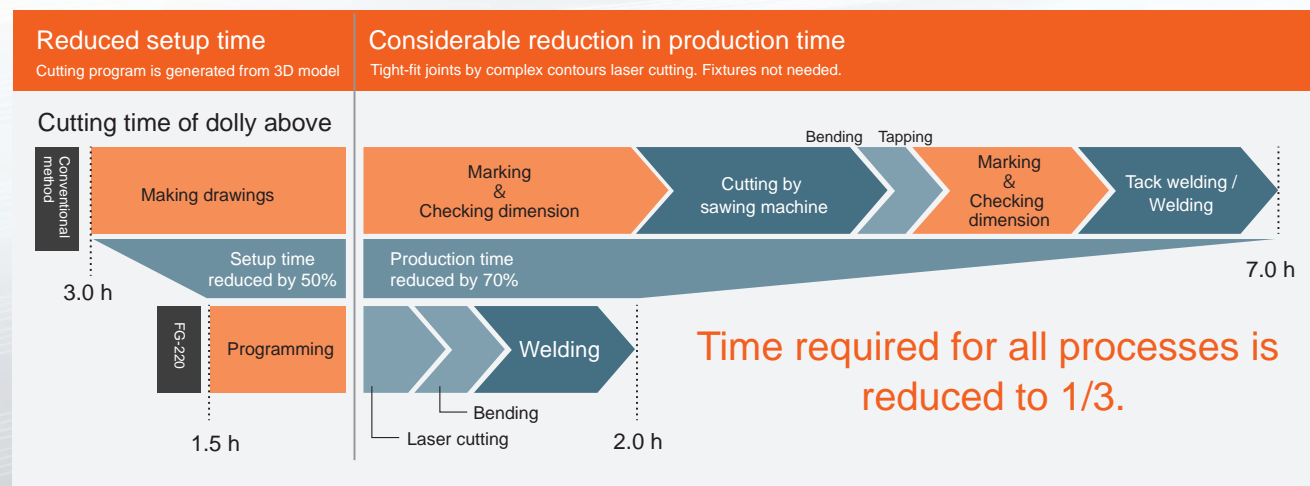 Reduced setup time
Cutting program is generated from 3D model
Considerable reduction in production time
Tight-fit joints by complex contours laser cutting. Fixtures not needed.
Cutting time of dolly above
Conventional
method
Making drawings
Marking
&
Checking dimension
Cutting by
sawing machine
Bending
Tapping
Marking
&
Checking
dimension
Tack welding /
Welding
3.0 h
Setup time
reduced by 50%
Production time
reduced by 70%
7.0 h
FG-220
Programming
Welding
Bending
Laser cutting
1.5 h
2.0 h
Time required for all processes is
reduced to 1/3.